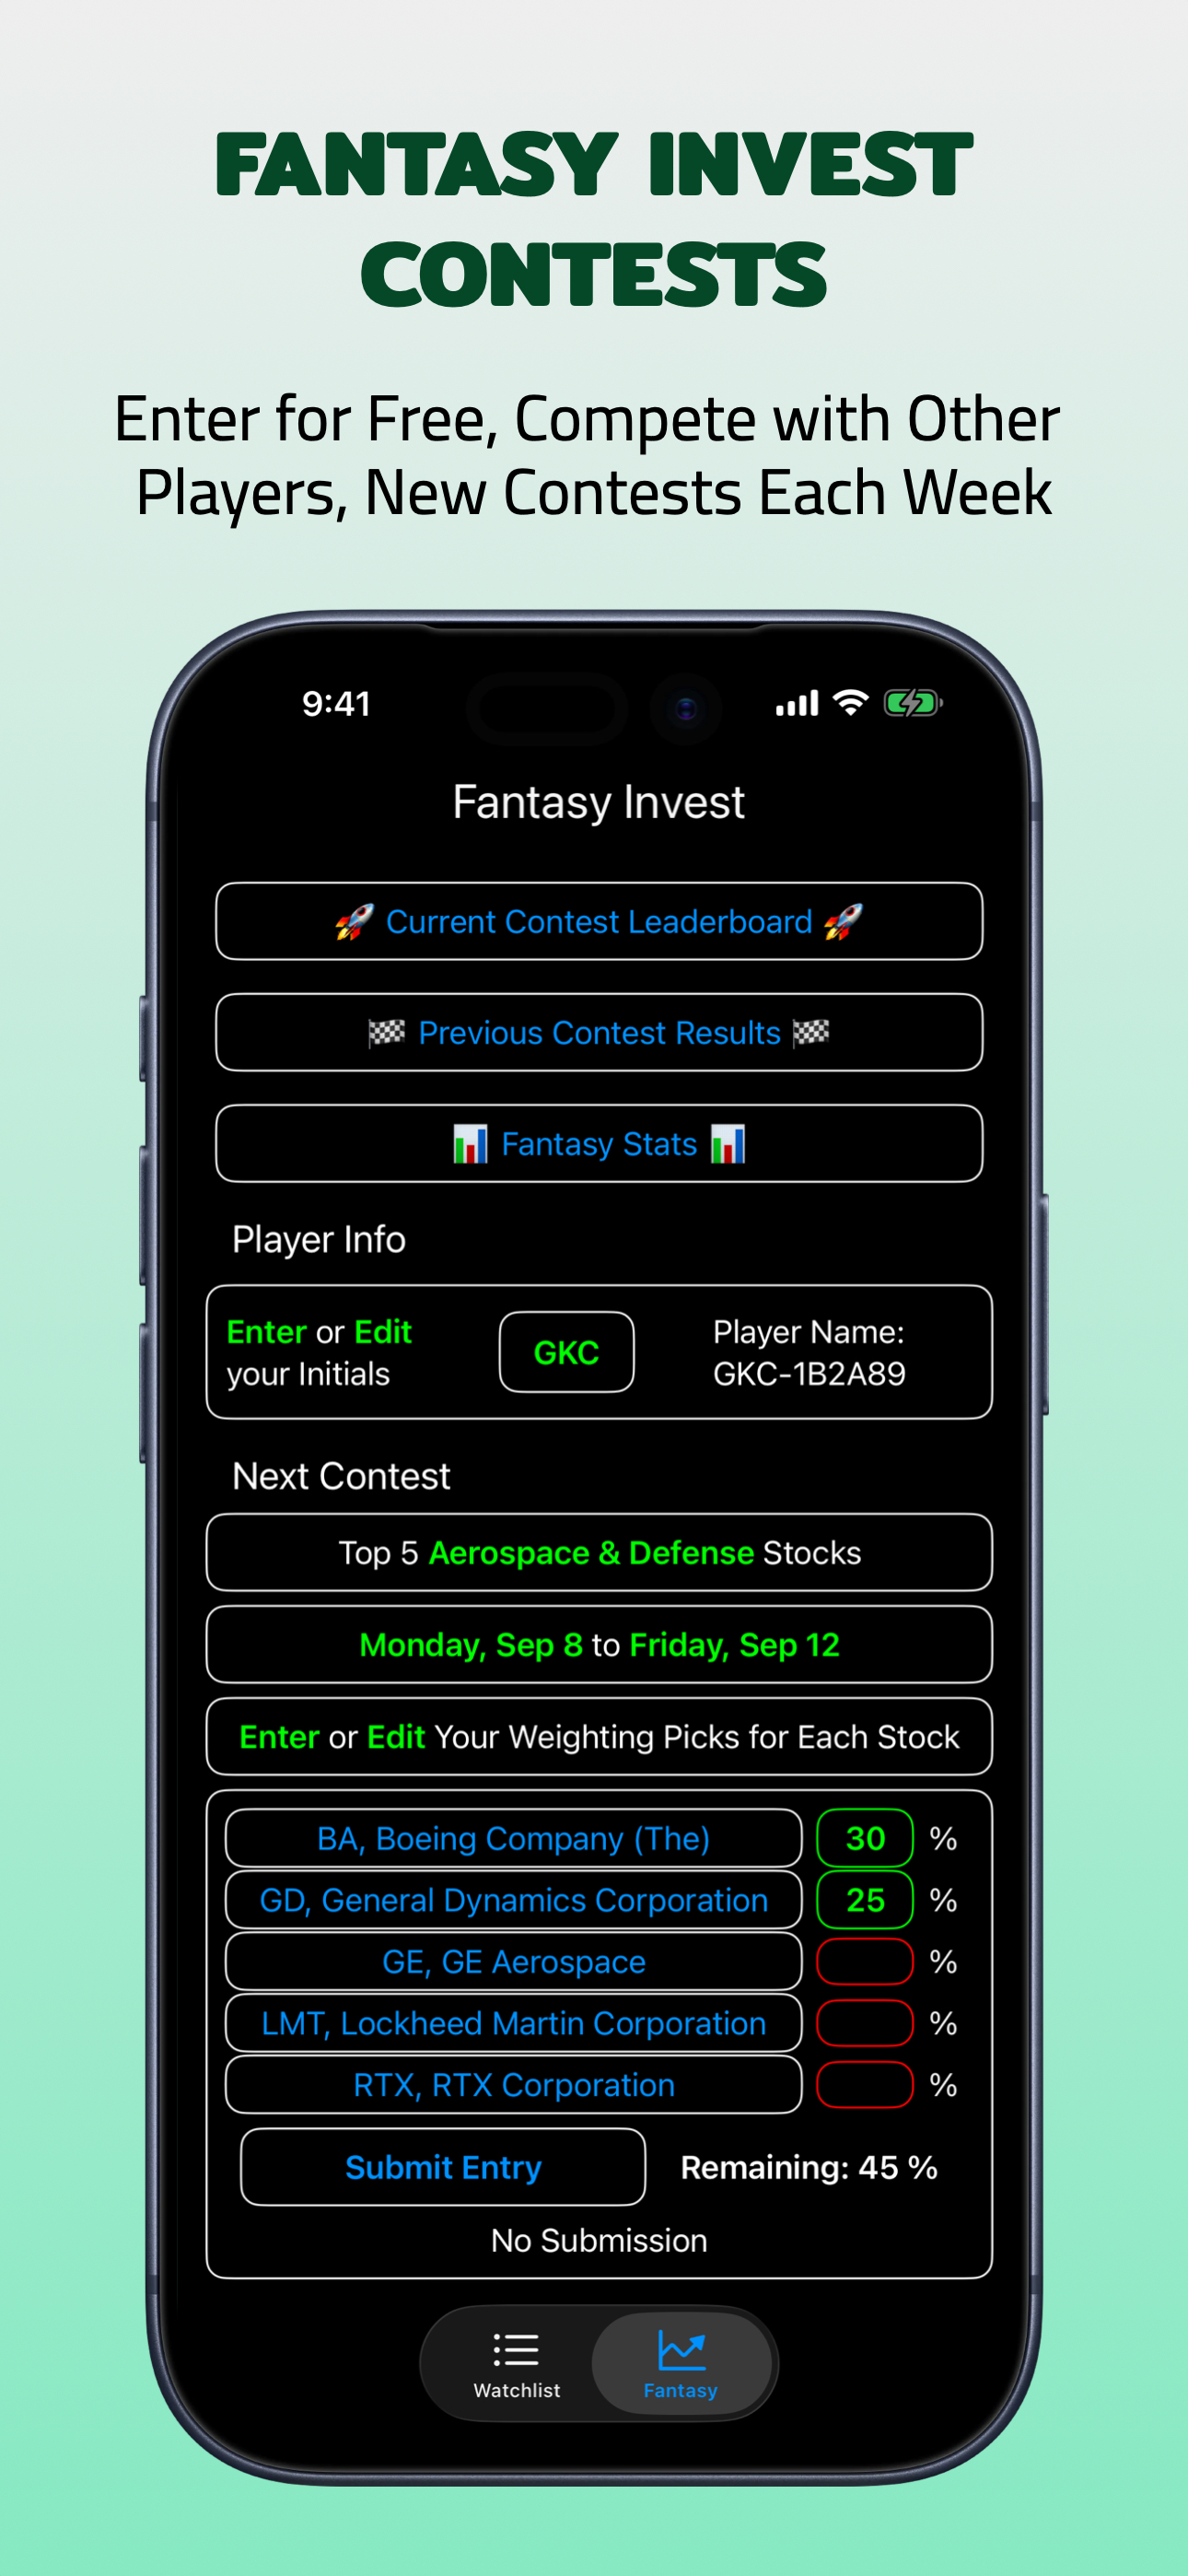 FANTASY INVEST
CONTESTS
Enter for Free, Compete with Other
Players, New Contests Each Week
9:41
Fantasy Invest
🚀 Current Contest Leaderboard 🚀
🏁 Previous Contest Results 🏁
📊 Fantasy Stats 📊
Player Info
Enter or Edit
your Initials
GKC
Player Name:
GKC-1B2A89
Next Contest
Top 5 Aerospace & Defense Stocks
Monday, Sep 8 to Friday, Sep 12
Enter or Edit Your Weighting Picks for Each Stock
BA, Boeing Company (The) 30 %
GD, General Dynamics Corporation 25 %
GE, GE Aerospace %
LMT, Lockheed Martin Corporation %
RTX, RTX Corporation %
Submit Entry Remaining: 45 %
No Submission
Watchlist Fantasy